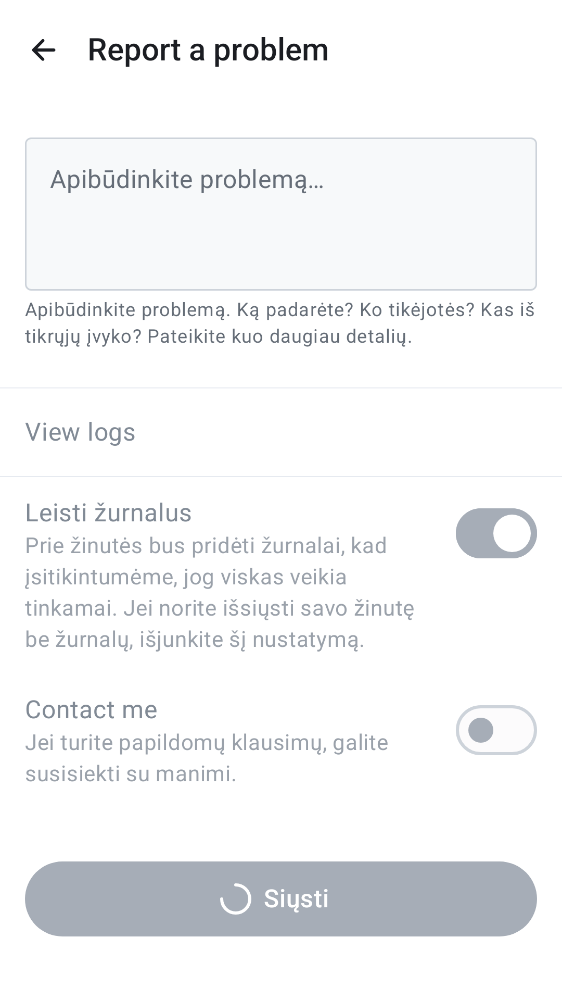 Report a problem
Apibūdinkite problemą...
Apibūdinkite problemą. Ką padarėte? Ko tikėjotės? Kas iš
tikrųjų įvyko? Pateikite kuo daugiau detalių.
View logs
Leisti žurnalus
Prie žinutės bus pridėti žurnalai, kad
įsitikintumėme, jog viskas veikia
tinkamai. Jei norite išsiųsti savo žinutę
be žurnalų, išjunkite šį nustatymą.
Contact me
Jei turite papildomų klausimų, galite
susisiekti su manimi.
Siųsti